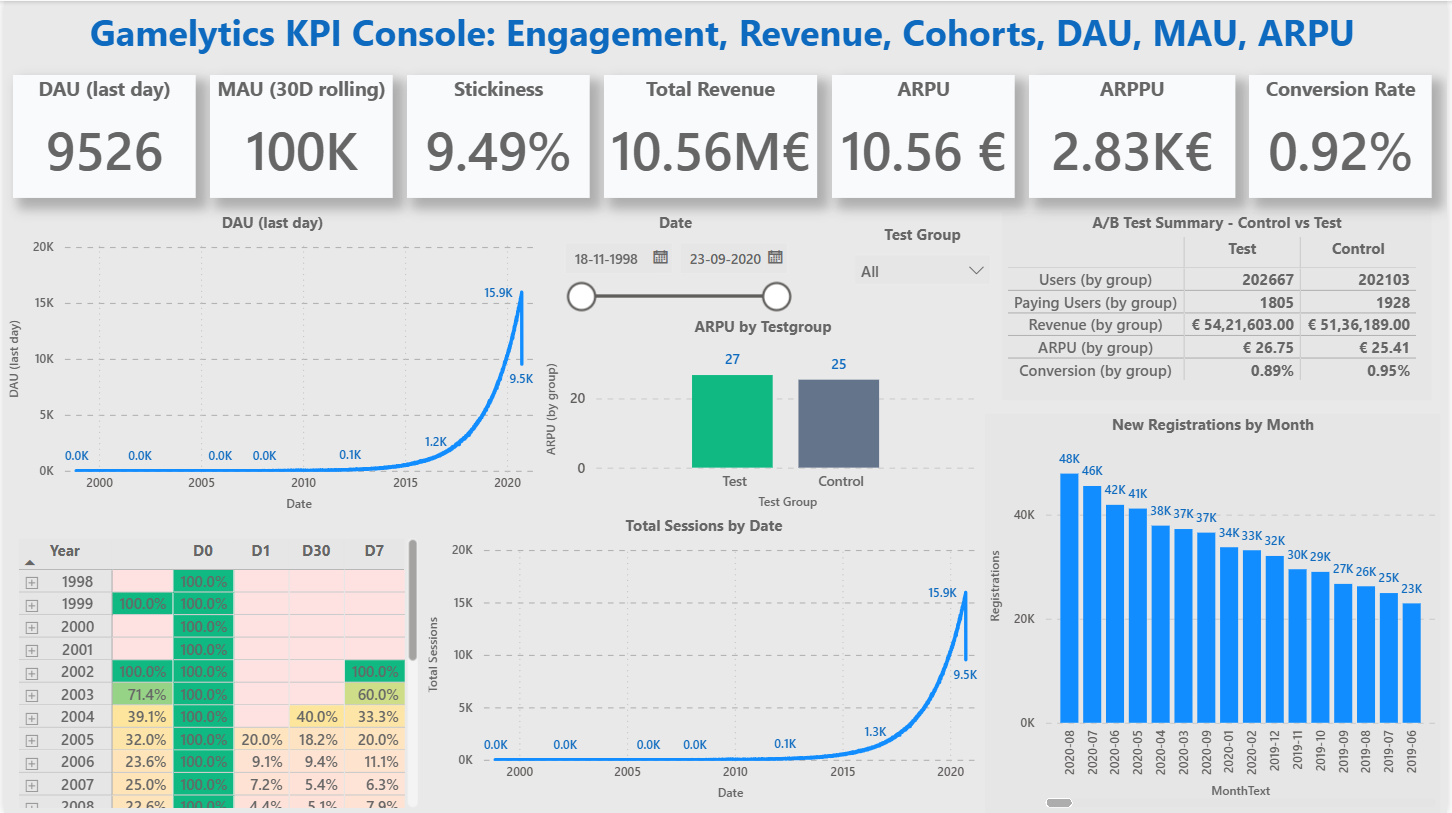 Gamelytics KPI Console: Engagement, Revenue, Cohorts, DAU, MAU, ARPU
DAU (last day)
9526
MAU (30D rolling)
100K
Stickiness
9.49%
Total Revenue
10.56M€
ARPU
10.56 €
ARPPU
2.83K€
Conversion Rate
0.92%
DAU (last day)
DAU (last day)
20K
15K
10K
5K
0K
0.0K
0.0K
0.0K
0.0K
0.1K
1.2K
15.9K
9.5K
2000
2005
2010
2015
2020
Date
Date
18-11-1998
23-09-2020
Test Group
All
ARPU by Testgroup
ARPU (by group)
20
0
27
25
Test
Control
Test Group
A/B Test Summary - Control vs Test
Test Control
Users (by group) 202667 202103
Paying Users (by group) 1805 1928
Revenue (by group) € 54,21,603.00 € 51,36,189.00
ARPU (by group) € 26.75 € 25.41
Conversion (by group) 0.89% 0.95%
Year D0 D1 D30 D7
1998 100.0%
1999 100.0% 100.0%
2000 100.0%
2001 100.0%
2002 100.0% 100.0% 100.0%
2003 71.4% 100.0% 60.0%
2004 39.1% 100.0% 40.0% 33.3%
2005 32.0% 100.0% 20.0% 18.2% 20.0%
2006 23.6% 100.0% 9.1% 9.4% 11.1%
2007 25.0% 100.0% 7.2% 5.4% 6.3%
2008 22.6% 100.0% 4.4% 5.1% 7.9%
Total Sessions by Date
Total Sessions
20K
15K
10K
5K
0K
0.0K
0.0K
0.0K
0.0K
0.1K
1.3K
15.9K
9.5K
2000
2005
2010
2015
2020
Date
New Registrations by Month
Registrations
40K
20K
0K
48K
46K
42K
41K
38K
37K
37K
34K
33K
32K
30K
29K
27K
26K
25K
23K
2020-08
2020-07
2020-06
2020-05
2020-04
2020-03
2020-09
2020-01
2020-02
2019-12
2019-11
2019-10
2019-09
2019-08
2019-07
2019-06
MonthText